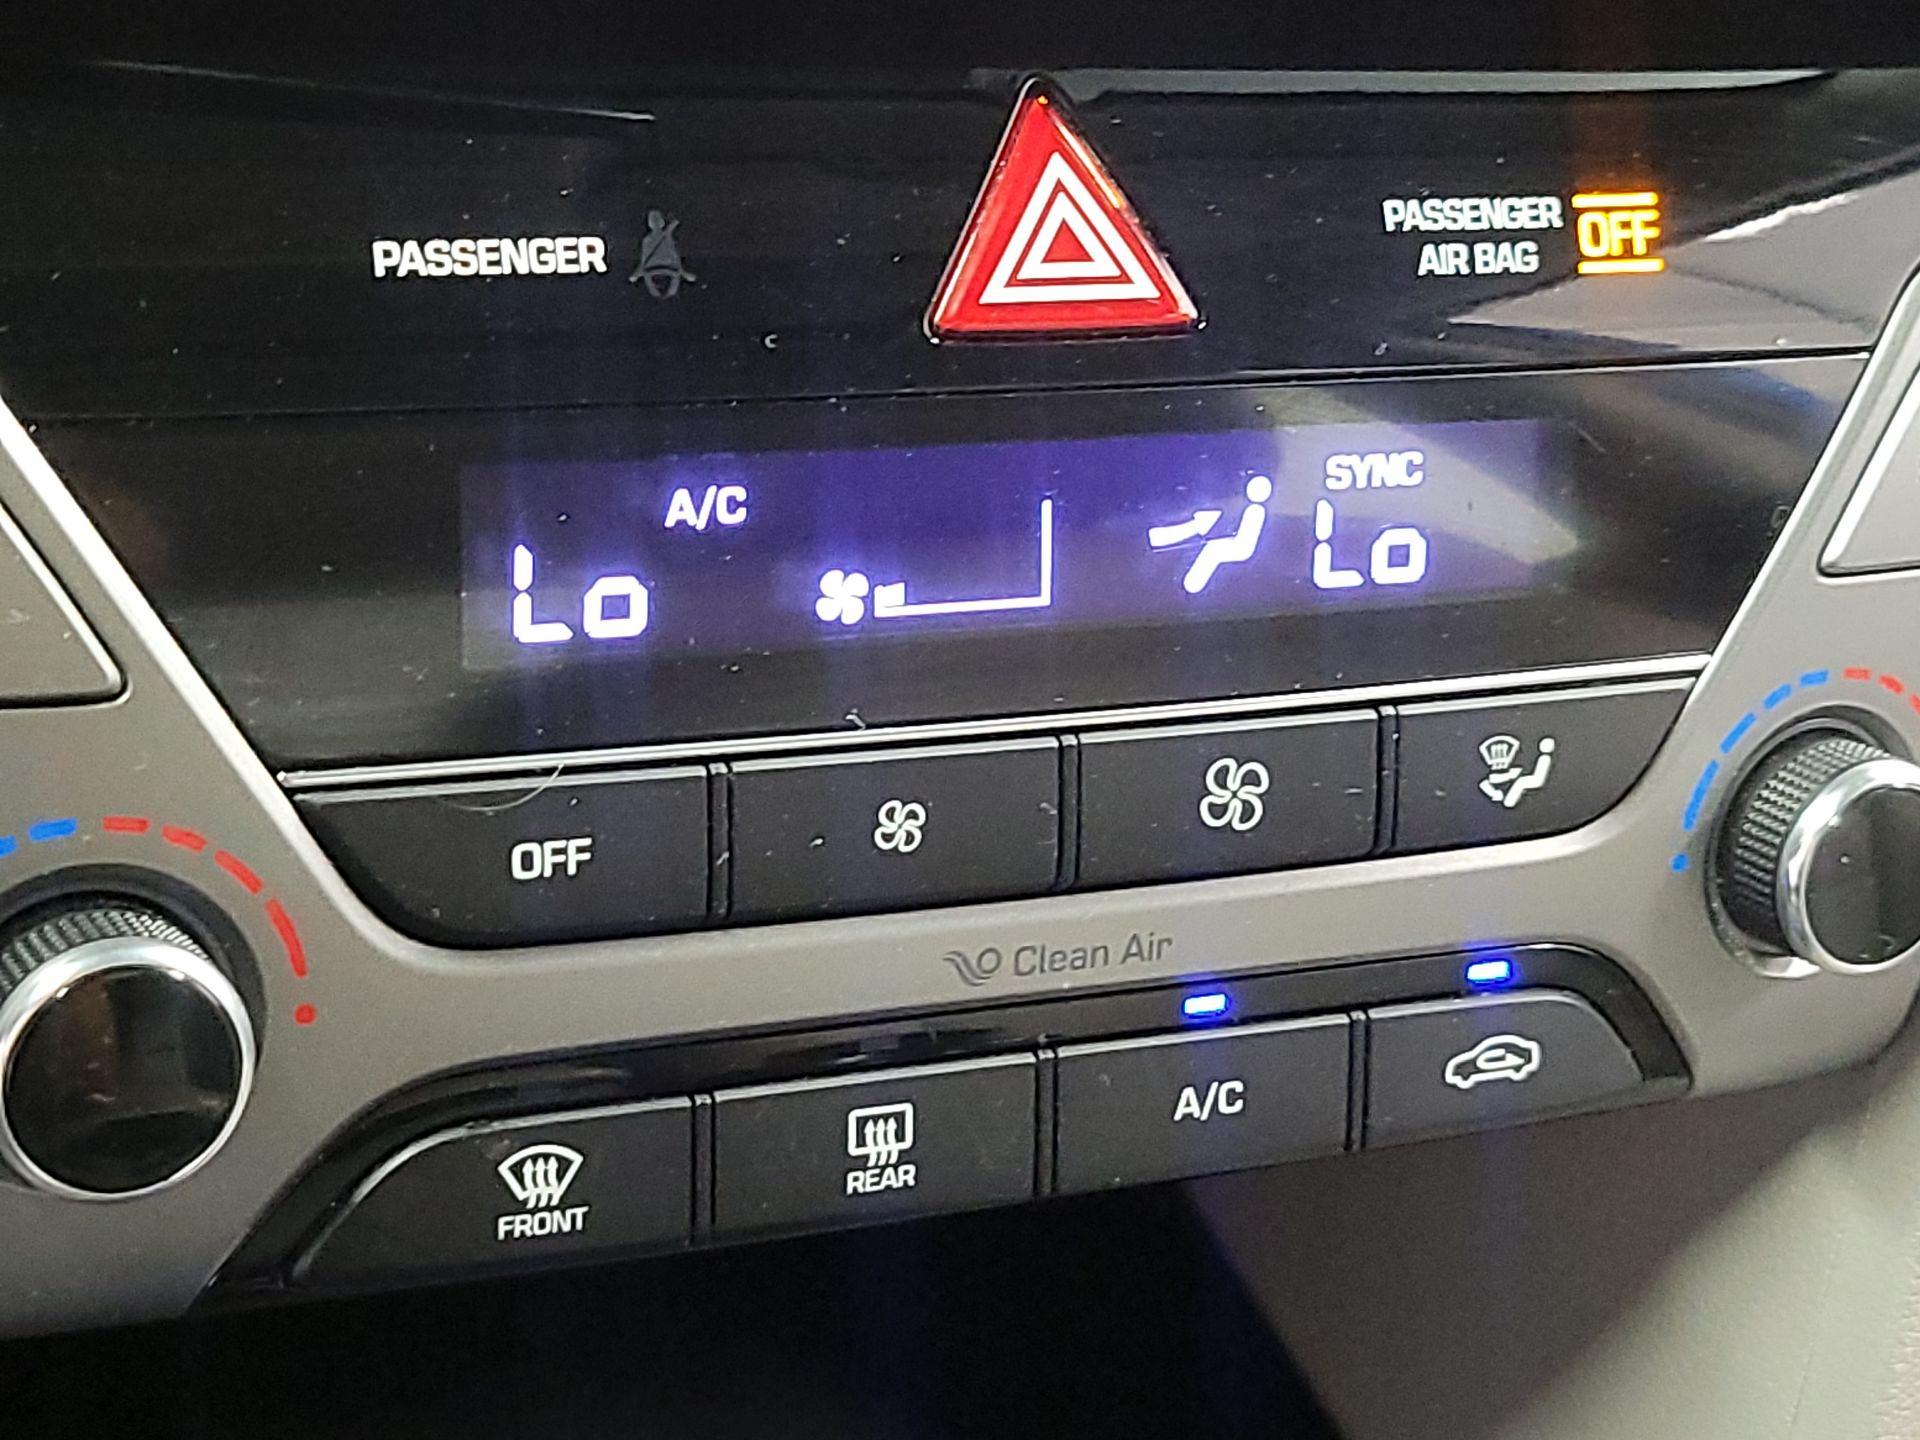 PASSENGER
PASSENGER
AIR BAG
OFF
A/C
SYNC
Lo
Lo
OFF
Clean Air
FRONT
REAR
A/C